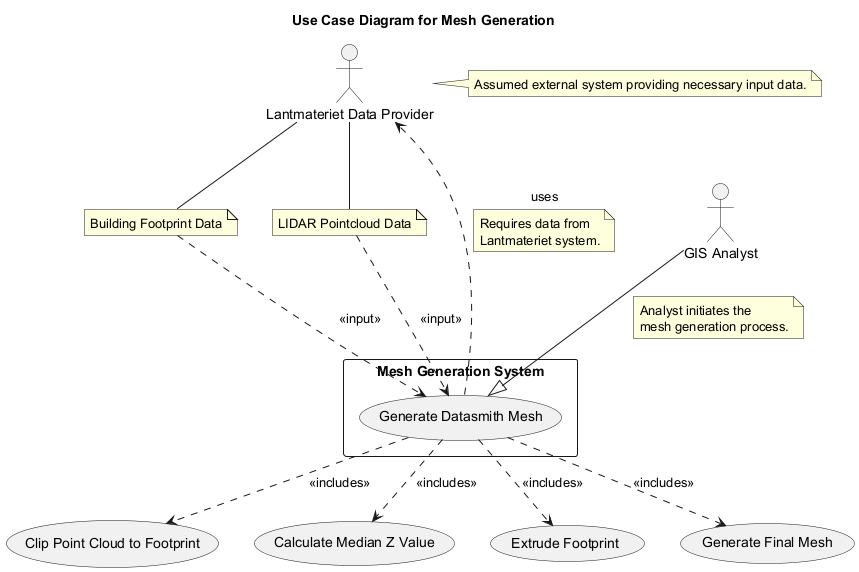 Use Case Diagram for Mesh Generation
Assumed external system providing necessary input data.
Lantmateriet Data Provider
uses
Building Footprint Data
LIDAR Pointcloud Data
Requires data from
Lantmateriet system.
GIS Analyst
Analyst initiates the
mesh generation process.
«input»
«input»
Mesh Generation System
Generate Datasmith Mesh
«includes»
«includes»
«includes»
«includes»
Clip Point Cloud to Footprint
Calculate Median Z Value
Extrude Footprint
Generate Final Mesh